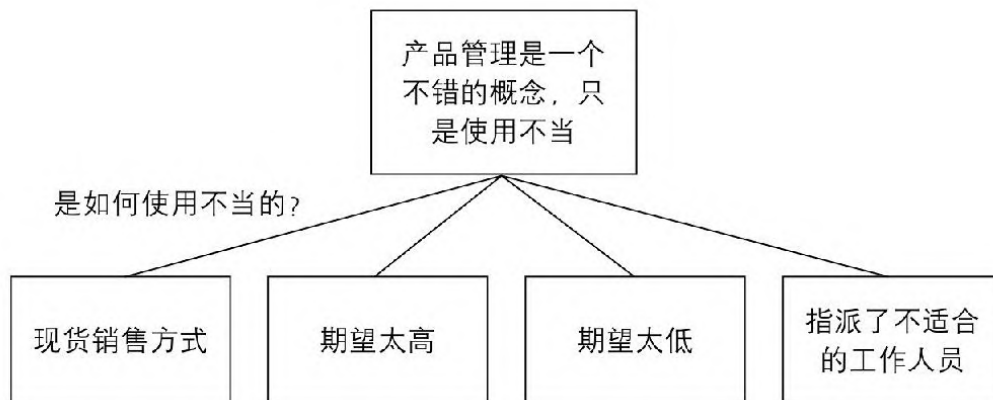 产品管理是一个
不错的概念，只
是使用不当
是如何使用不当的？
现货销售方式
期望太高
期望太低
指派了不适合
的工作人员